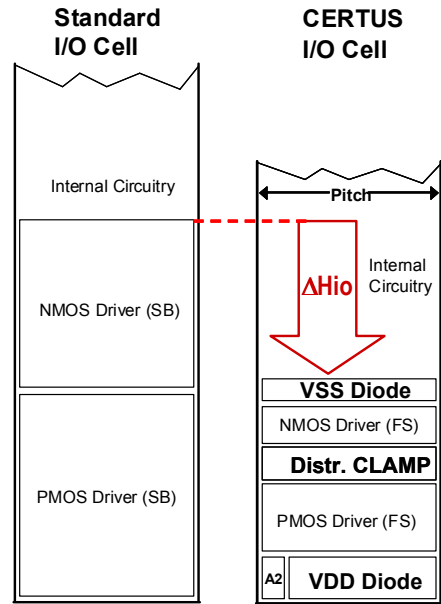 Standard
I/O Cell
Internal Circuitry
NMOS Driver (SB)
PMOS Driver (SB)
CERTUS
I/O Cell
Pitch
ΔHio
Internal
Circuitry
VSS Diode
NMOS Driver (FS)
Distr. CLAMP
PMOS Driver (FS)
A2
VDD Diode